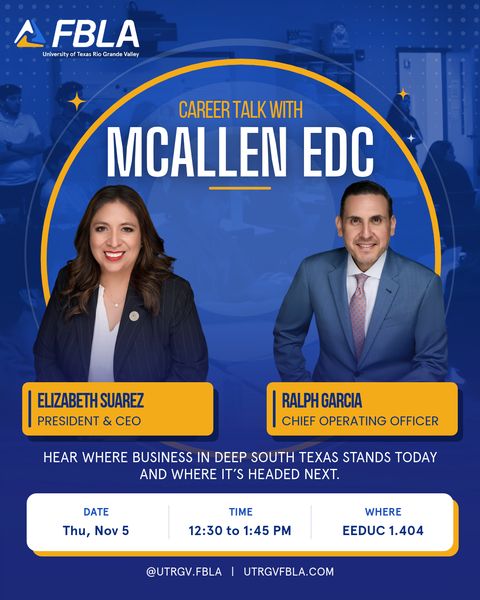 FBLA
University of Texas Rio Grande Valley
CAREER TALK WITH
MCALLEN EDC
ELIZABETH SUAREZ
PRESIDENT & CEO
RALPH GARCIA
CHIEF OPERATING OFFICER
HEAR WHERE BUSINESS IN DEEP SOUTH TEXAS STANDS TODAY
AND WHERE IT'S HEADED NEXT.
DATE
Thu, Nov 5
TIME
12:30 to 1:45 PM
WHERE
EEDUC 1.404
@UTRGV.FBLA | UTRGVFBLA.COM